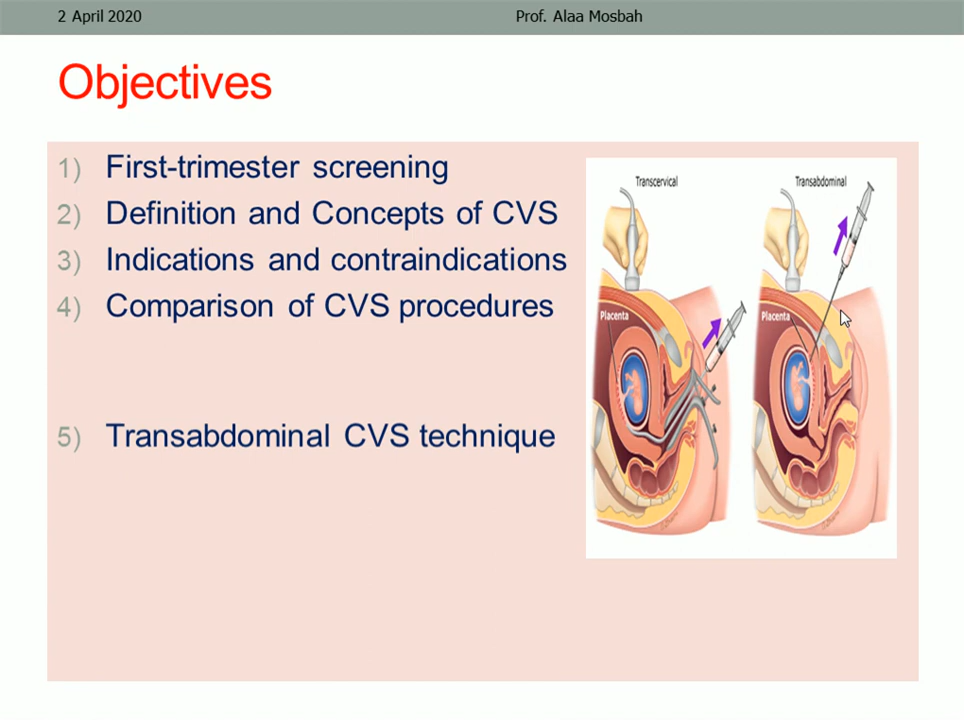 2 April 2020
Prof. Alaa Mosbah
Objectives
1) First-trimester screening
2) Definition and Concepts of CVS
3) Indications and contraindications
4) Comparison of CVS procedures
5) Transabdominal CVS technique
Transcervical
Transabdominal
Placenta
Placenta